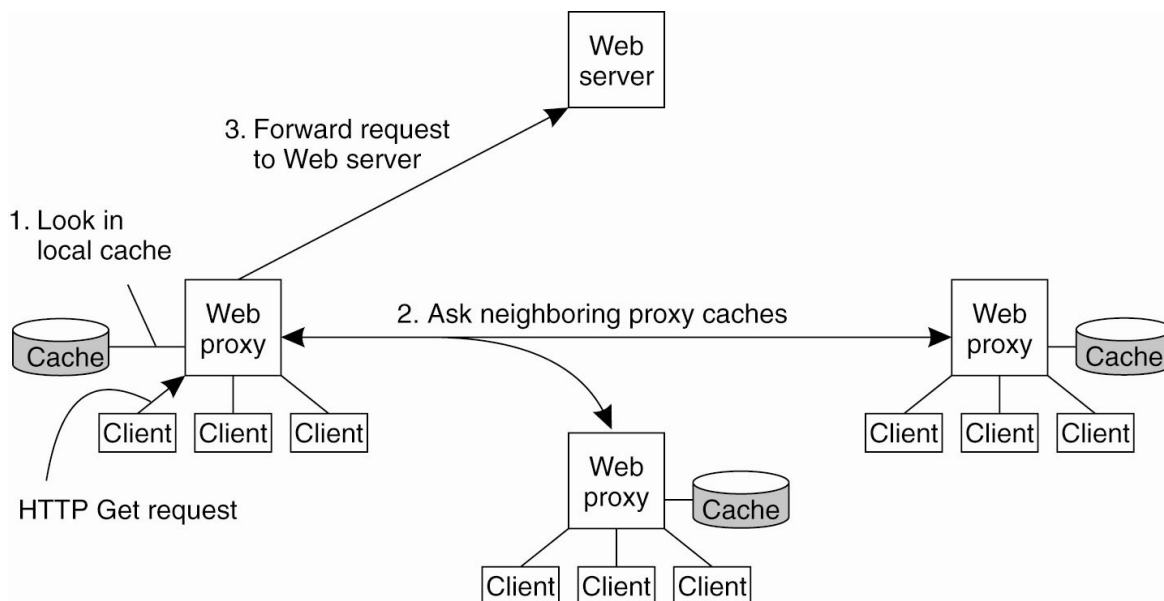 Web
server
3. Forward request
to Web server
1. Look in
local cache
Web
proxy
2. Ask neighboring proxy caches
Web
proxy
Cache
Cache
Client
Client
Client
Client
Client
Client
HTTP Get request
Web
proxy
Cache
Client
Client
Client